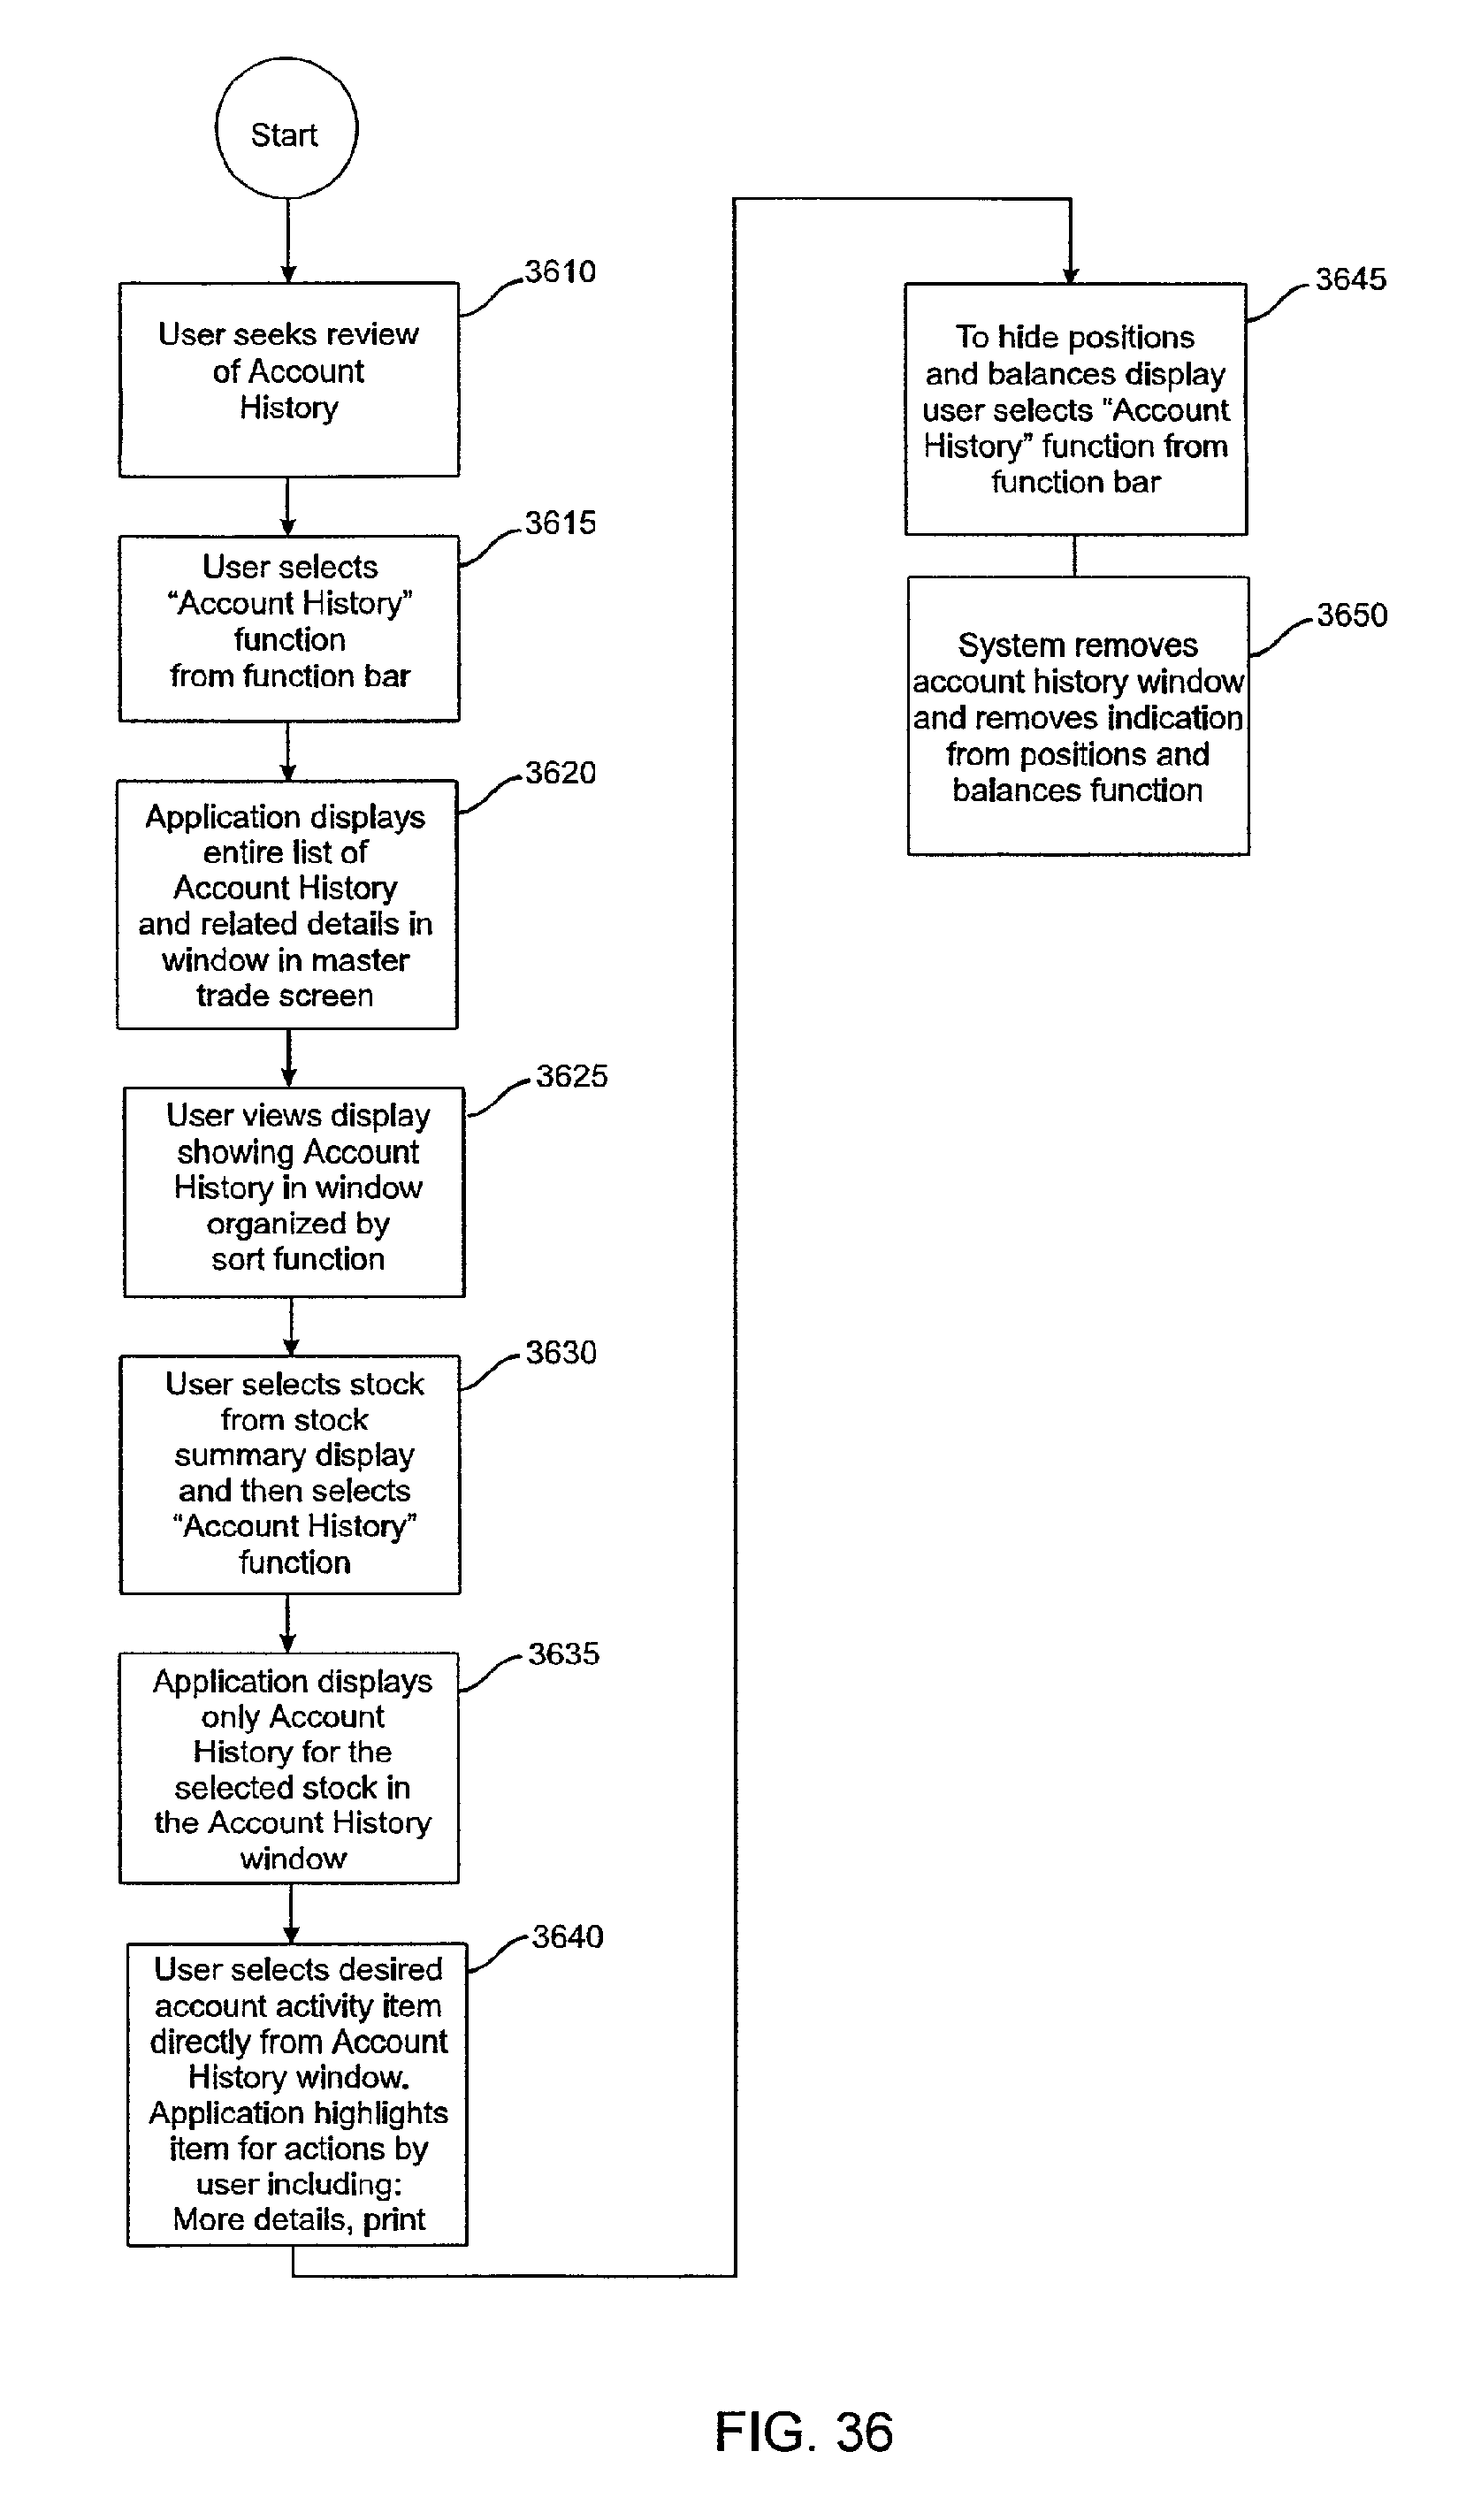 Start
3610
User seeks review
of Account
History
3615
User selects
“Account History”
function
from function bar
3620
Application displays
entire list of
Account History
and related details in
window in master
trade screen
3625
User views display
showing Account
History in window
organized by
sort function
3630
User selects stock
from stock
summary display
and then selects
“Account History”
function
3635
Application displays
only Account
History for the
selected stock in
the Account History
window
3640
User selects desired
account activity item
directly from Account
History window.
Application highlights
item for actions by
user including:
More details, print
3645
To hide positions
and balances display
user selects “Account
History” function from
function bar
3650
System removes
account history window
and removes indication
from positions and
balances function
FIG. 36